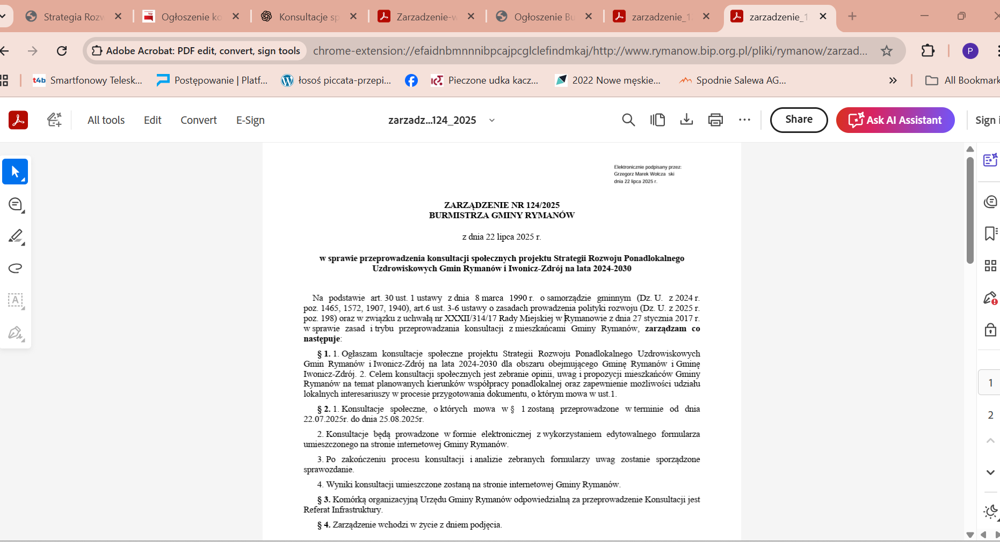 Strategia Rozw
Ogłoszenie ko
Konsultacje sp
Zarzadzenie-w
Ogłoszenie Bu
zarzadzenie_1
zarzadzenie_1
Adobe Acrobat: PDF edit, convert, sign tools
chrome-extension://efaidnbmnnnibpcajpcglclefindmkaj/http://www.rymanow.bip.org.pl/pliki/rymanow/zarzad...
P
t4b Smartfonowy Telesk...
Postępowanie | Platf...
łosoś piccata-przepi...
Pieczone udka kacz...
2022 Nowe męskie...
Spodnie Salewa AG...
All Bookmark
All tools
Edit
Convert
E-Sign
zarzadz...124_2025
Share
Ask AI Assistant
Sign i
Elektronicznie podpisany przez:
Grzegorz Marek Wołcza ski
dnia 22 lipca 2025 r.
ZARZĄDZENIE NR 124/2025
BURMISTRZA GMINY RYMANÓW
z dnia 22 lipca 2025 r.
w sprawie przeprowadzenia konsultacji społecznych projektu Strategii Rozwoju Ponadlokalnego
Uzdrowiskowych Gmin Rymanów i Iwonicz-Zdrój na lata 2024-2030
Na podstawie art. 30 ust. 1 ustawy z dnia 8 marca 1990 r. o samorządzie gminnym (Dz. U. z 2024 r.
poz. 1465, 1572, 1907, 1940), art.6 ust. 3-6 ustawy o zasadach prowadzenia polityki rozwoju (Dz. U. z 2025 r.
poz. 198) oraz w związku z uchwałą nr XXXII/314/17 Rady Miejskiej w Rymanowie z dnia 27 stycznia 2017 r.
w sprawie zasad i trybu przeprowadzania konsultacji z mieszkańcami Gminy Rymanów, zarządzam co
następuje:
§ 1. 1. Ogłaszam konsultacje społeczne projektu Strategii Rozwoju Ponadlokalnego Uzdrowiskowych
Gmin Rymanów i Iwonicz-Zdrój na lata 2024-2030 dla obszaru obejmującego Gminę Rymanów i Gminę
Iwonicz-Zdrój. 2. Celem konsultacji społecznych jest zebranie opinii, uwag i propozycji mieszkańców Gminy
Rymanów na temat planowanych kierunków współpracy ponadlokalnej oraz zapewnienie możliwości udziału
lokalnych interesariuszy w procesie przygotowania dokumentu, o którym mowa w ust.1.
§ 2. 1. Konsultacje społeczne, o których mowa w § 1 zostaną przeprowadzone w terminie od dnia
22.07.2025r. do dnia 25.08.2025r.
2. Konsultacje będą prowadzone w formie elektronicznej z wykorzystaniem edytowalnego formularza
umieszczonego na stronie internetowej Gminy Rymanów.
3. Po zakończeniu procesu konsultacji i analizie zebranych formularzy uwag zostanie sporządzone
sprawozdanie.
4. Wyniki konsultacji umieszczone zostaną na stronie internetowej Gminy Rymanów.
§ 3. Komórką organizacyjną Urzędu Gminy Rymanów odpowiedzialną za przeprowadzenie Konsultacji jest
Referat Infrastruktury.
§ 4. Zarządzenie wchodzi w życie z dniem podjęcia.
1
2